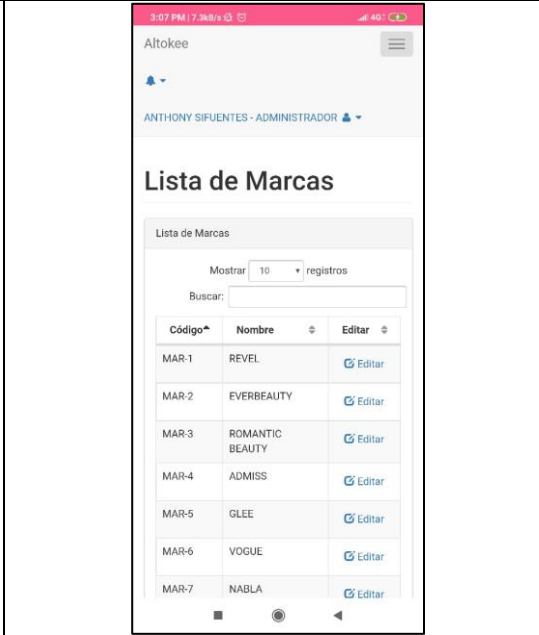 3:07 PM | 7.3kB/s 4G
Altokee
ANTHONY SIFUENTES - ADMINISTRADOR
Lista de Marcas
Lista de Marcas
Mostrar 10 registros
Buscar:
Código Nombre Editar
MAR-1 REVEL Editar
MAR-2 EVERBEAUTY Editar
MAR-3 ROMANTIC BEAUTY Editar
MAR-4 ADMISS Editar
MAR-5 GLEE Editar
MAR-6 VOGUE Editar
MAR-7 NABLA Editar